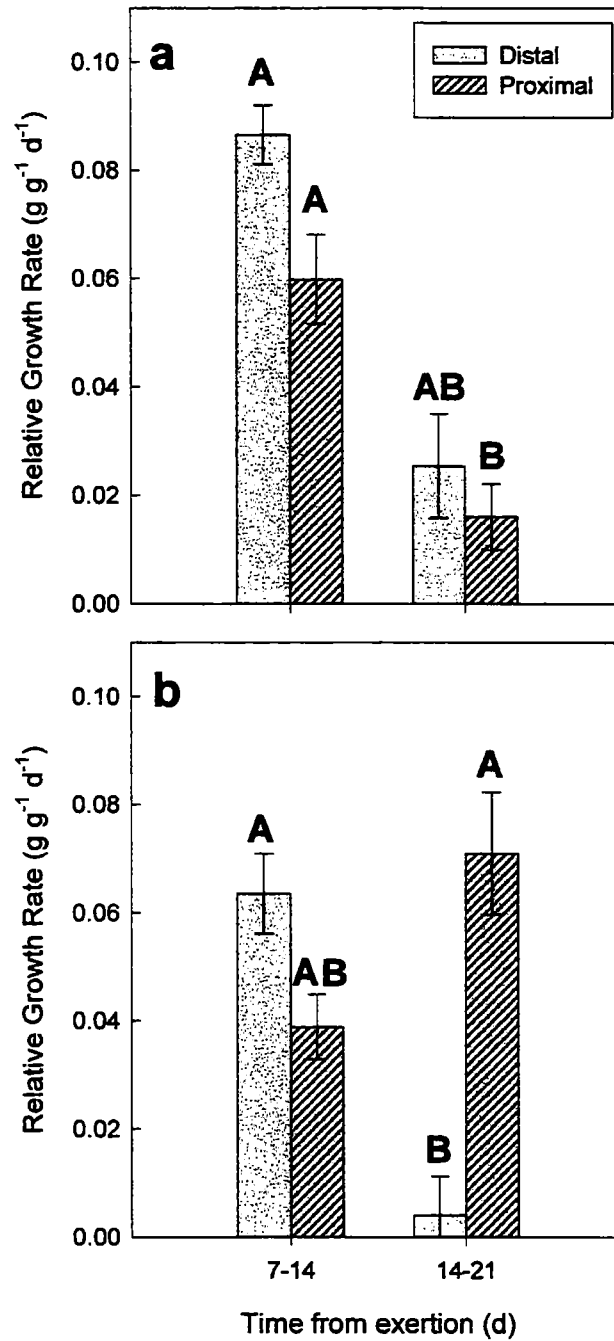 a
Distal
Proximal
A
A
AB
B
0.10
0.08
0.06
0.04
0.02
0.00
Relative Growth Rate (g g⁻¹ d⁻¹)
b
A
AB
B
A
0.10
0.08
0.06
0.04
0.02
0.00
Relative Growth Rate (g g⁻¹ d⁻¹)
7-14 14-21
Time from exertion (d)